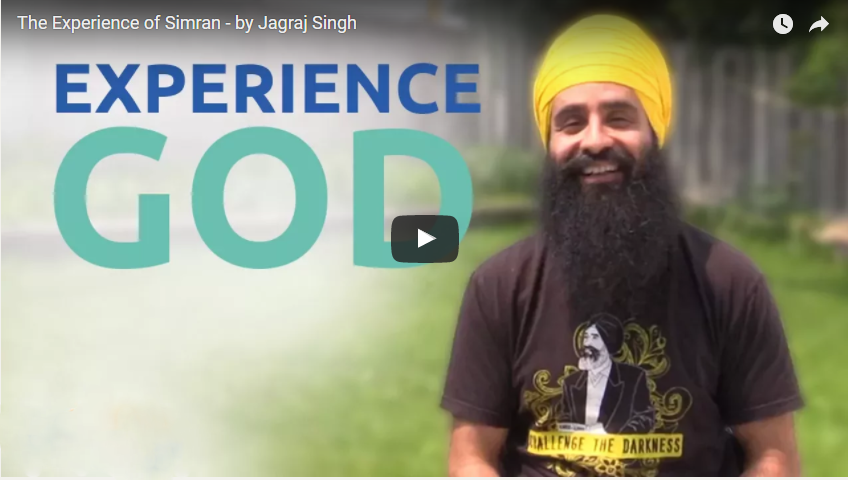 The Experience of Simran - by Jagraj Singh
EXPERIENCE
GOD
CHALLENGE THE DARKNESS